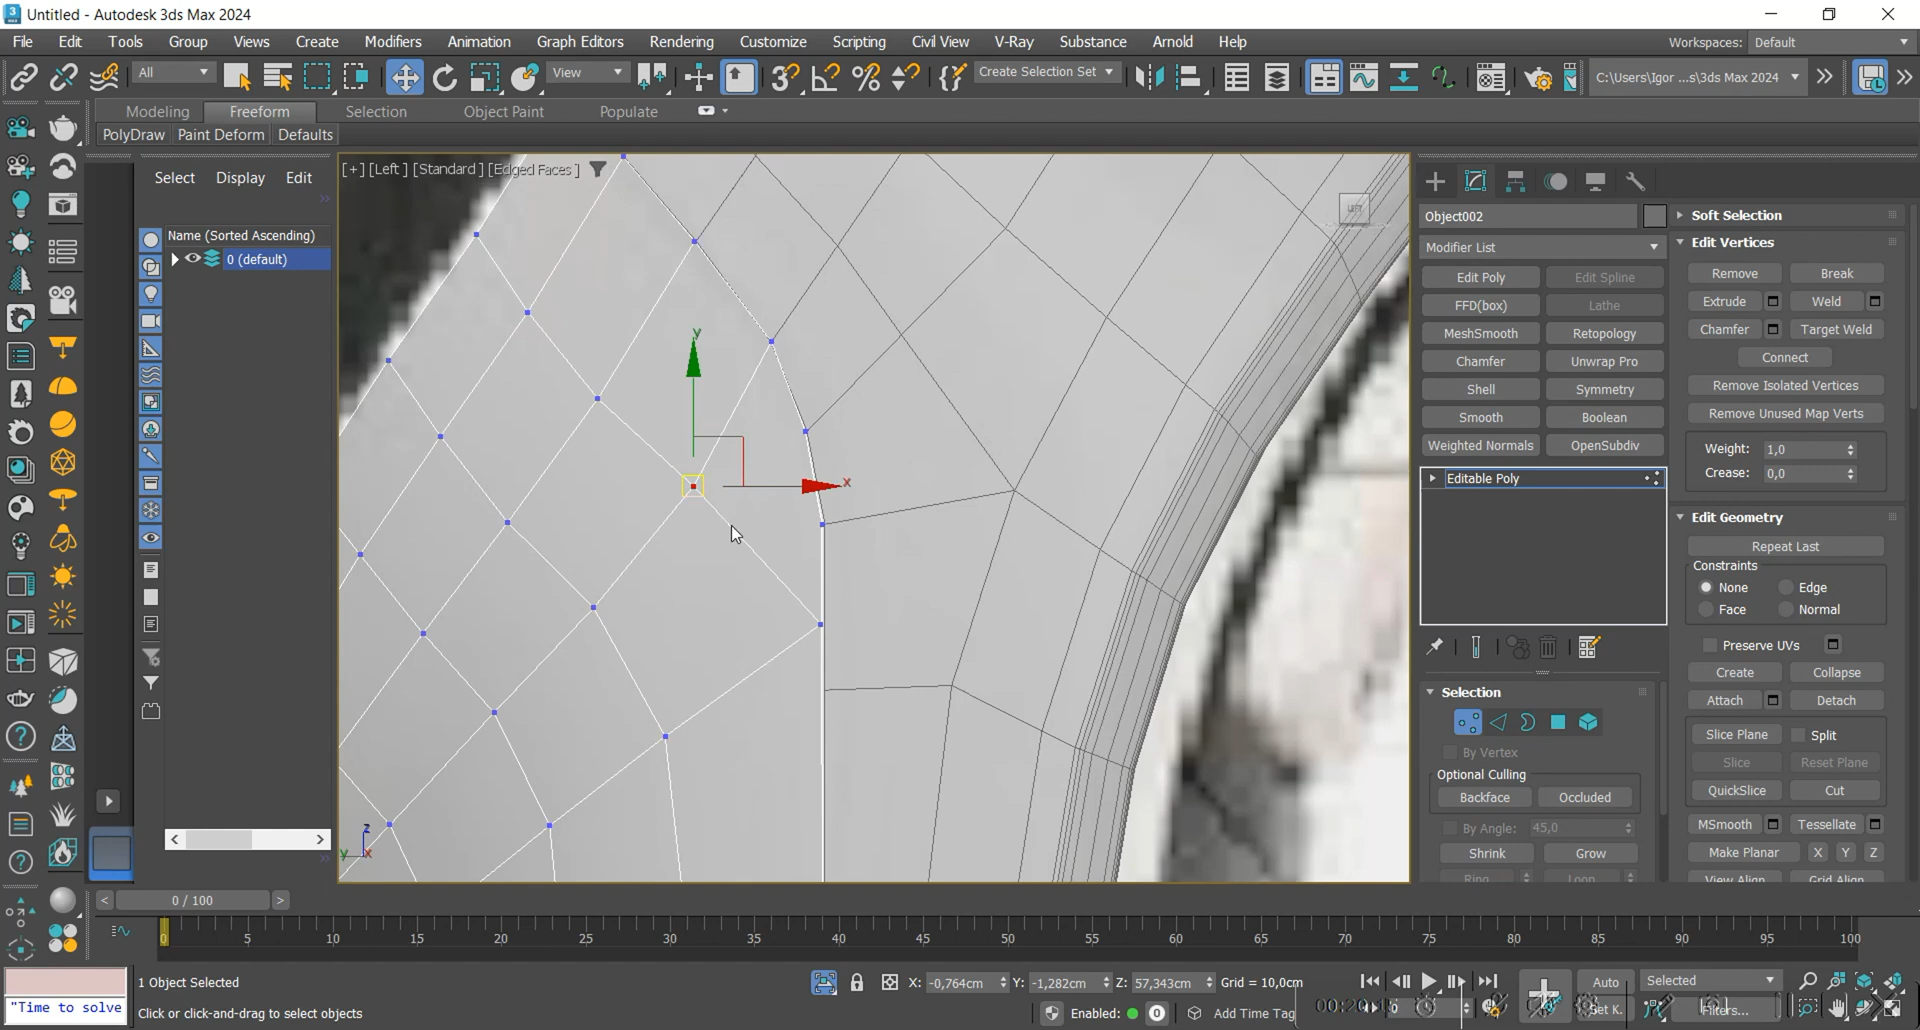 Untitled - Autodesk 3ds Max 2024
File Edit Tools Group Views Create Modifiers Animation Graph Editors Rendering Customize Scripting Civil View V-Ray Substance Arnold Help
Workspaces: Default
All View Create Selection Set C:\Users\Igor ...s\3ds Max 2024
Modeling Freeform Selection Object Paint Populate
PolyDraw Paint Deform Defaults
Select Display Edit
Name (Sorted Ascending)
0 (default)
[+] [Left ] [Standard ] [Edged Faces ]
y
x
z
y x
Object002
Modifier List
Edit Poly Edit Spline
FFD(box) Lathe
MeshSmooth Retopology
Chamfer Unwrap Pro
Shell Symmetry
Smooth Boolean
Weighted Normals OpenSubdiv
Editable Poly
Selection
By Vertex
Optional Culling
Backface Occluded
By Angle: 45,0
Shrink Grow
Ring Loop
Soft Selection
Edit Vertices
Remove Break
Extrude Weld
Chamfer Target Weld
Connect
Remove Isolated Vertices
Remove Unused Map Verts
Weight: 1,0
Crease: 0,0
Edit Geometry
Repeat Last
Constraints
None Edge
Face Normal
Preserve UVs
Create Collapse
Attach Detach
Slice Plane Split
Slice Reset Plane
QuickSlice Cut
MSmooth Tessellate
Make Planar X Y Z
View Align Grid Align
< 0 / 100 >
0 5 10 15 20 25 30 35 40 45 50 55 60 65 70 75 80 85 90 95 100
"Time to solve
1 Object Selected
Click or click-and-drag to select objects
X: -0,764cm Y: -1,282cm Z: 57,343cm Grid = 10,0cm
Enabled: 0 Add Time Tag
Auto Selected
Set K. Filters...